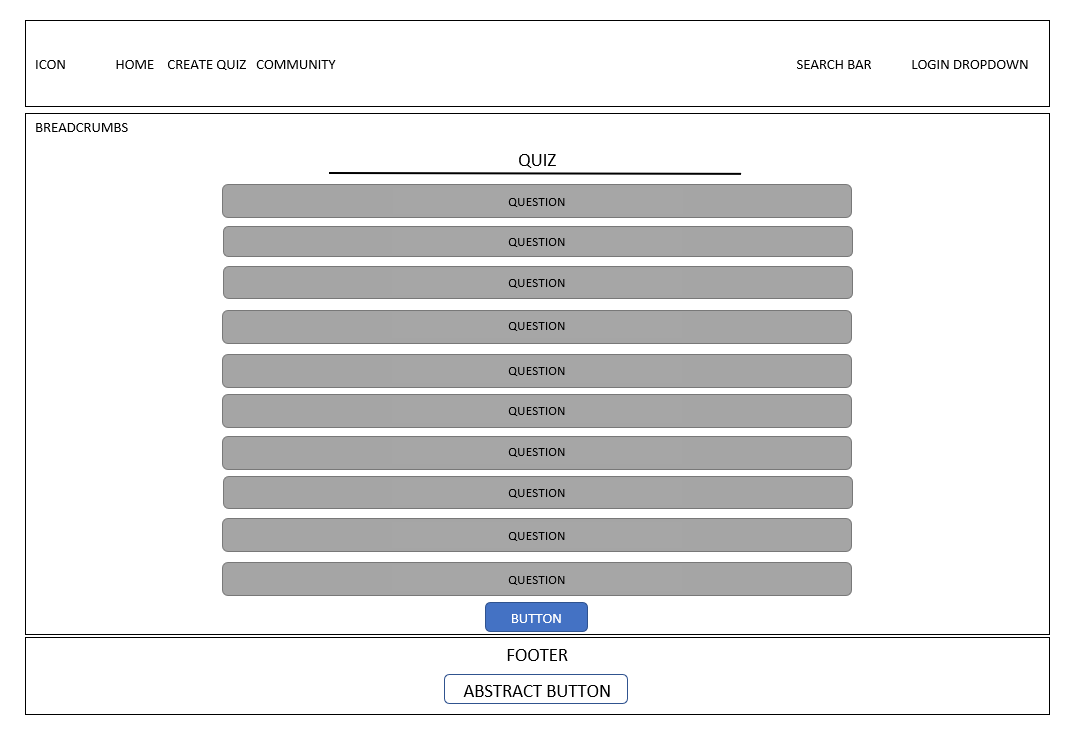 ICON HOME CREATE QUIZ COMMUNITY SEARCH BAR LOGIN DROPDOWN
BREADCRUMBS
QUIZ
QUESTION
QUESTION
QUESTION
QUESTION
QUESTION
QUESTION
QUESTION
QUESTION
QUESTION
QUESTION
BUTTON
FOOTER
ABSTRACT BUTTON